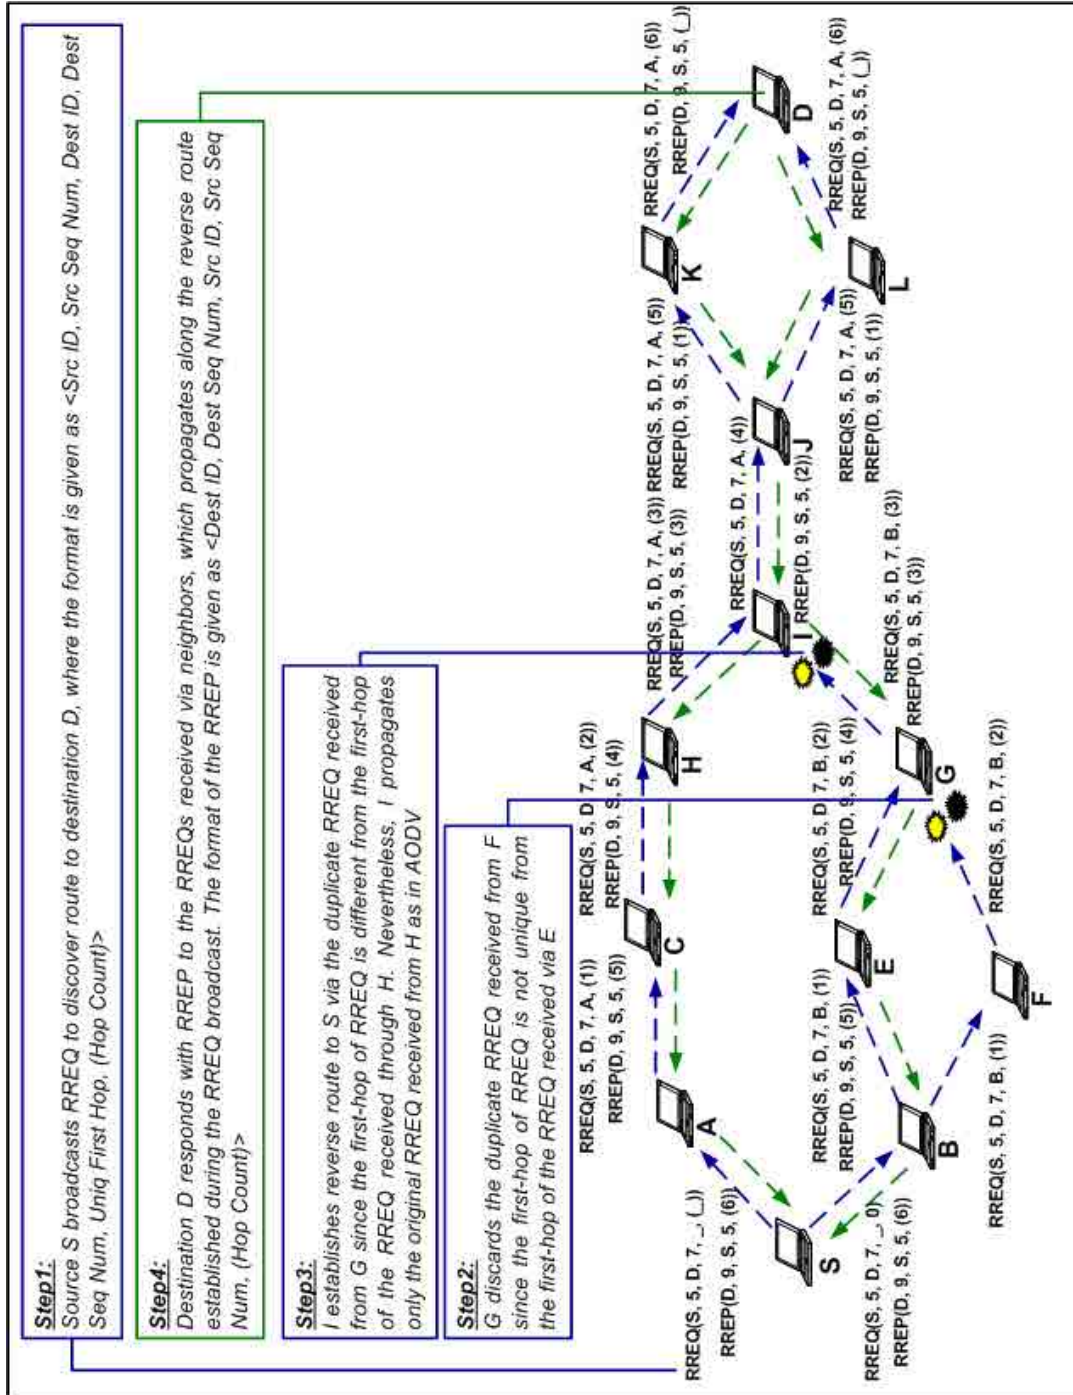 Step1:
Source S broadcasts RREQ to discover route to destination D, where the format is given as <Src ID, Src Seq Num, Dest ID, Dest
Seq Num, Uniq First Hop, (Hop Count)>
Step4:
Destination D responds with RREP to the RREQs received via neighbors, which propagates along the reverse route
established during the RREQ broadcast. The format of the RREP is given as <Dest ID, Dest Seq Num, Src ID, Src Seq
Num, (Hop Count)>
Step3:
I establishes reverse route to S via the duplicate RREQ received
from G since the first-hop of RREQ is different from the first-hop
of the RREQ received through H. Nevertheless, I propagates
only the original RREQ received from H as in AODV
Step2:
G discards the duplicate RREQ received from F
since the first-hop of RREQ is not unique from
the first-hop of the RREQ received via E
RREQ(S, 5, D, 7, _, (_))
RREP(D, 9, S, 5, (6))
RREQ(S, 5, D, 7, A, (1))
RREP(D, 9, S, 5, (5))
RREQ(S, 5, D, 7, A, (2))
RREP(D, 9, S, 5, (4))
RREQ(S, 5, D, 7, A, (3))
RREP(D, 9, S, 5, (3))
RREQ(S, 5, D, 7, A, (5))
RREP(D, 9, S, 5, (1))
RREQ(S, 5, D, 7, A, (6))
RREP(D, 9, S, 5, (_))
C
H
K
A
RREQ(S, 5, D, 7, A, (4))
S
I
J
D
RREP(D, 9, S, 5, (2))
RREQ(S, 5, D, 7, B, (1))
RREP(D, 9, S, 5, (5))
RREQ(S, 5, D, 7, B, (2))
RREP(D, 9, S, 5, (4))
RREQ(S, 5, D, 7, A, (5))
RREP(D, 9, S, 5, (1))
RREQ(S, 5, D, 7, A, (6))
RREP(D, 9, S, 5, (_))
RREQ(S, 5, D, 7, _, 0)
RREP(D, 9, S, 5, (6))
E
L
RREQ(S, 5, D, 7, B, (3))
RREP(D, 9, S, 5, (3))
B
G
RREQ(S, 5, D, 7, B, (1))
F
RREQ(S, 5, D, 7, B, (2))